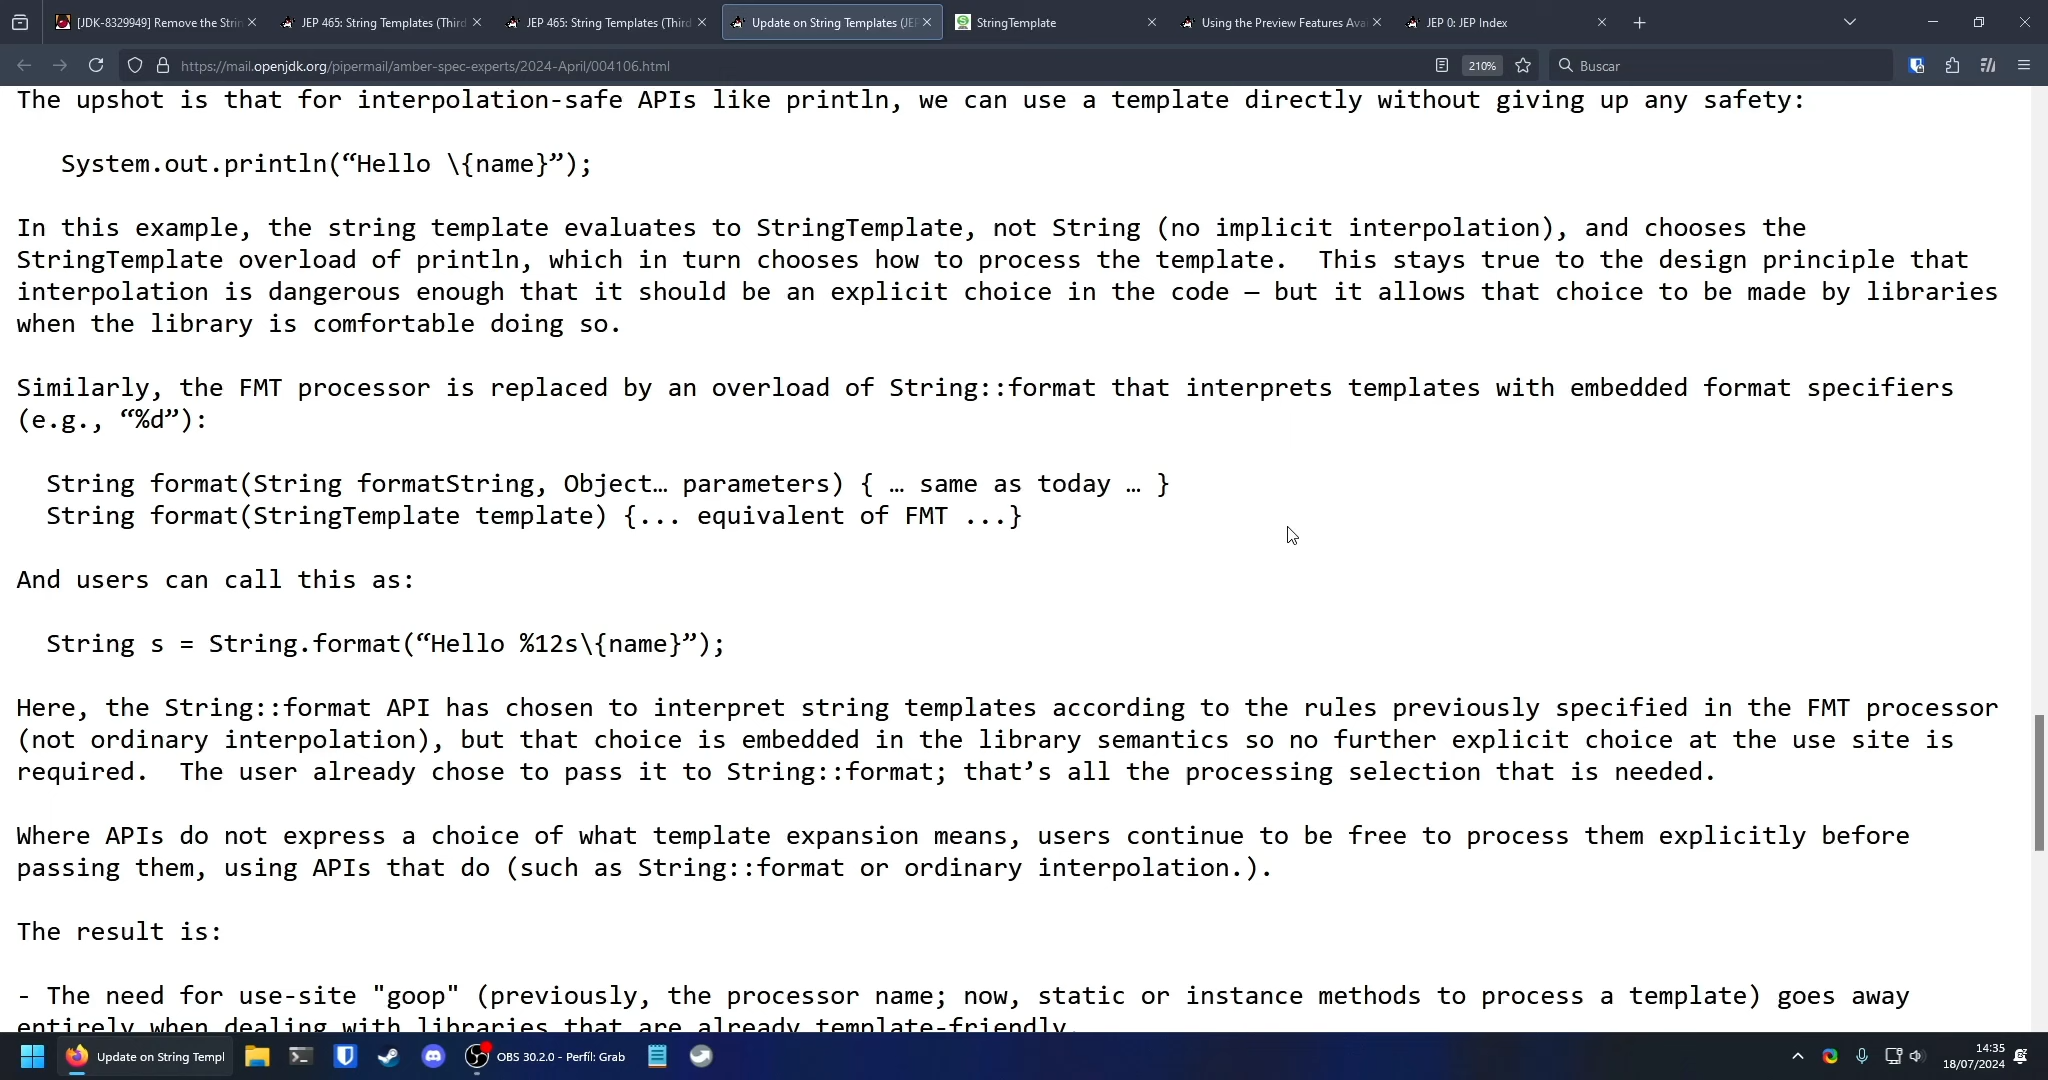 [JDK-8329949] Remove the Strin
JEP 465: String Templates (Third
JEP 465: String Templates (Third
Update on String Templates (JEP
StringTemplate
Using the Preview Features Ava
JEP 0: JEP Index
https://mail.openjdk.org/pipermail/amber-spec-experts/2024-April/004106.html
210%
Buscar
The upshot is that for interpolation-safe APIs like println, we can use a template directly without giving up any safety:
System.out.println(“Hello \{name}”);
In this example, the string template evaluates to StringTemplate, not String (no implicit interpolation), and chooses the
StringTemplate overload of println, which in turn chooses how to process the template.  This stays true to the design principle that
interpolation is dangerous enough that it should be an explicit choice in the code — but it allows that choice to be made by libraries
when the library is comfortable doing so.
Similarly, the FMT processor is replaced by an overload of String::format that interprets templates with embedded format specifiers
(e.g., “%d”):
String format(String formatString, Object… parameters) { … same as today … }
String format(StringTemplate template) {... equivalent of FMT ...}
And users can call this as:
String s = String.format(“Hello %12s\{name}”);
Here, the String::format API has chosen to interpret string templates according to the rules previously specified in the FMT processor
(not ordinary interpolation), but that choice is embedded in the library semantics so no further explicit choice at the use site is
required.  The user already chose to pass it to String::format; that’s all the processing selection that is needed.
Where APIs do not express a choice of what template expansion means, users continue to be free to process them explicitly before
passing them, using APIs that do (such as String::format or ordinary interpolation.).
The result is:
- The need for use-site "goop" (previously, the processor name; now, static or instance methods to process a template) goes away
entirely when dealing with libraries that are already template-friendly.
Update on String Templ
OBS 30.2.0 - Perfil: Grab
14:35
18/07/2024